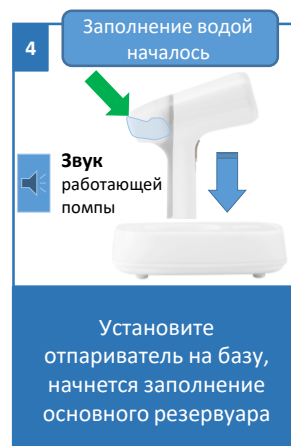 4
Заполнение водой
началось
Звук
работающей
помпы
Установите
отпариватель на базу,
начнется заполнение
основного резервуара